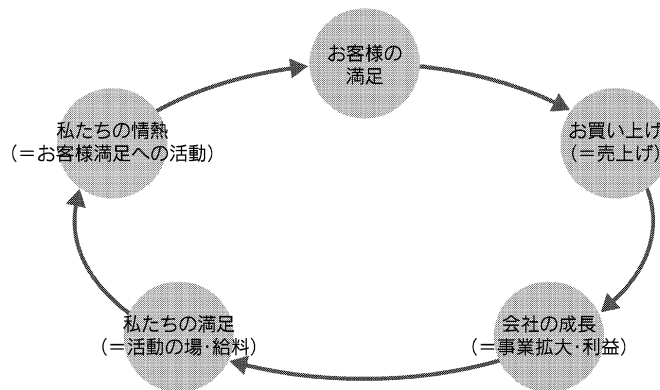 お客様の
満足
お買い上げ
(＝売上げ)
会社の成長
(＝事業拡大・利益)
私たちの満足
(＝活動の場・給料)
私たちの情熱
(＝お客様満足への活動)